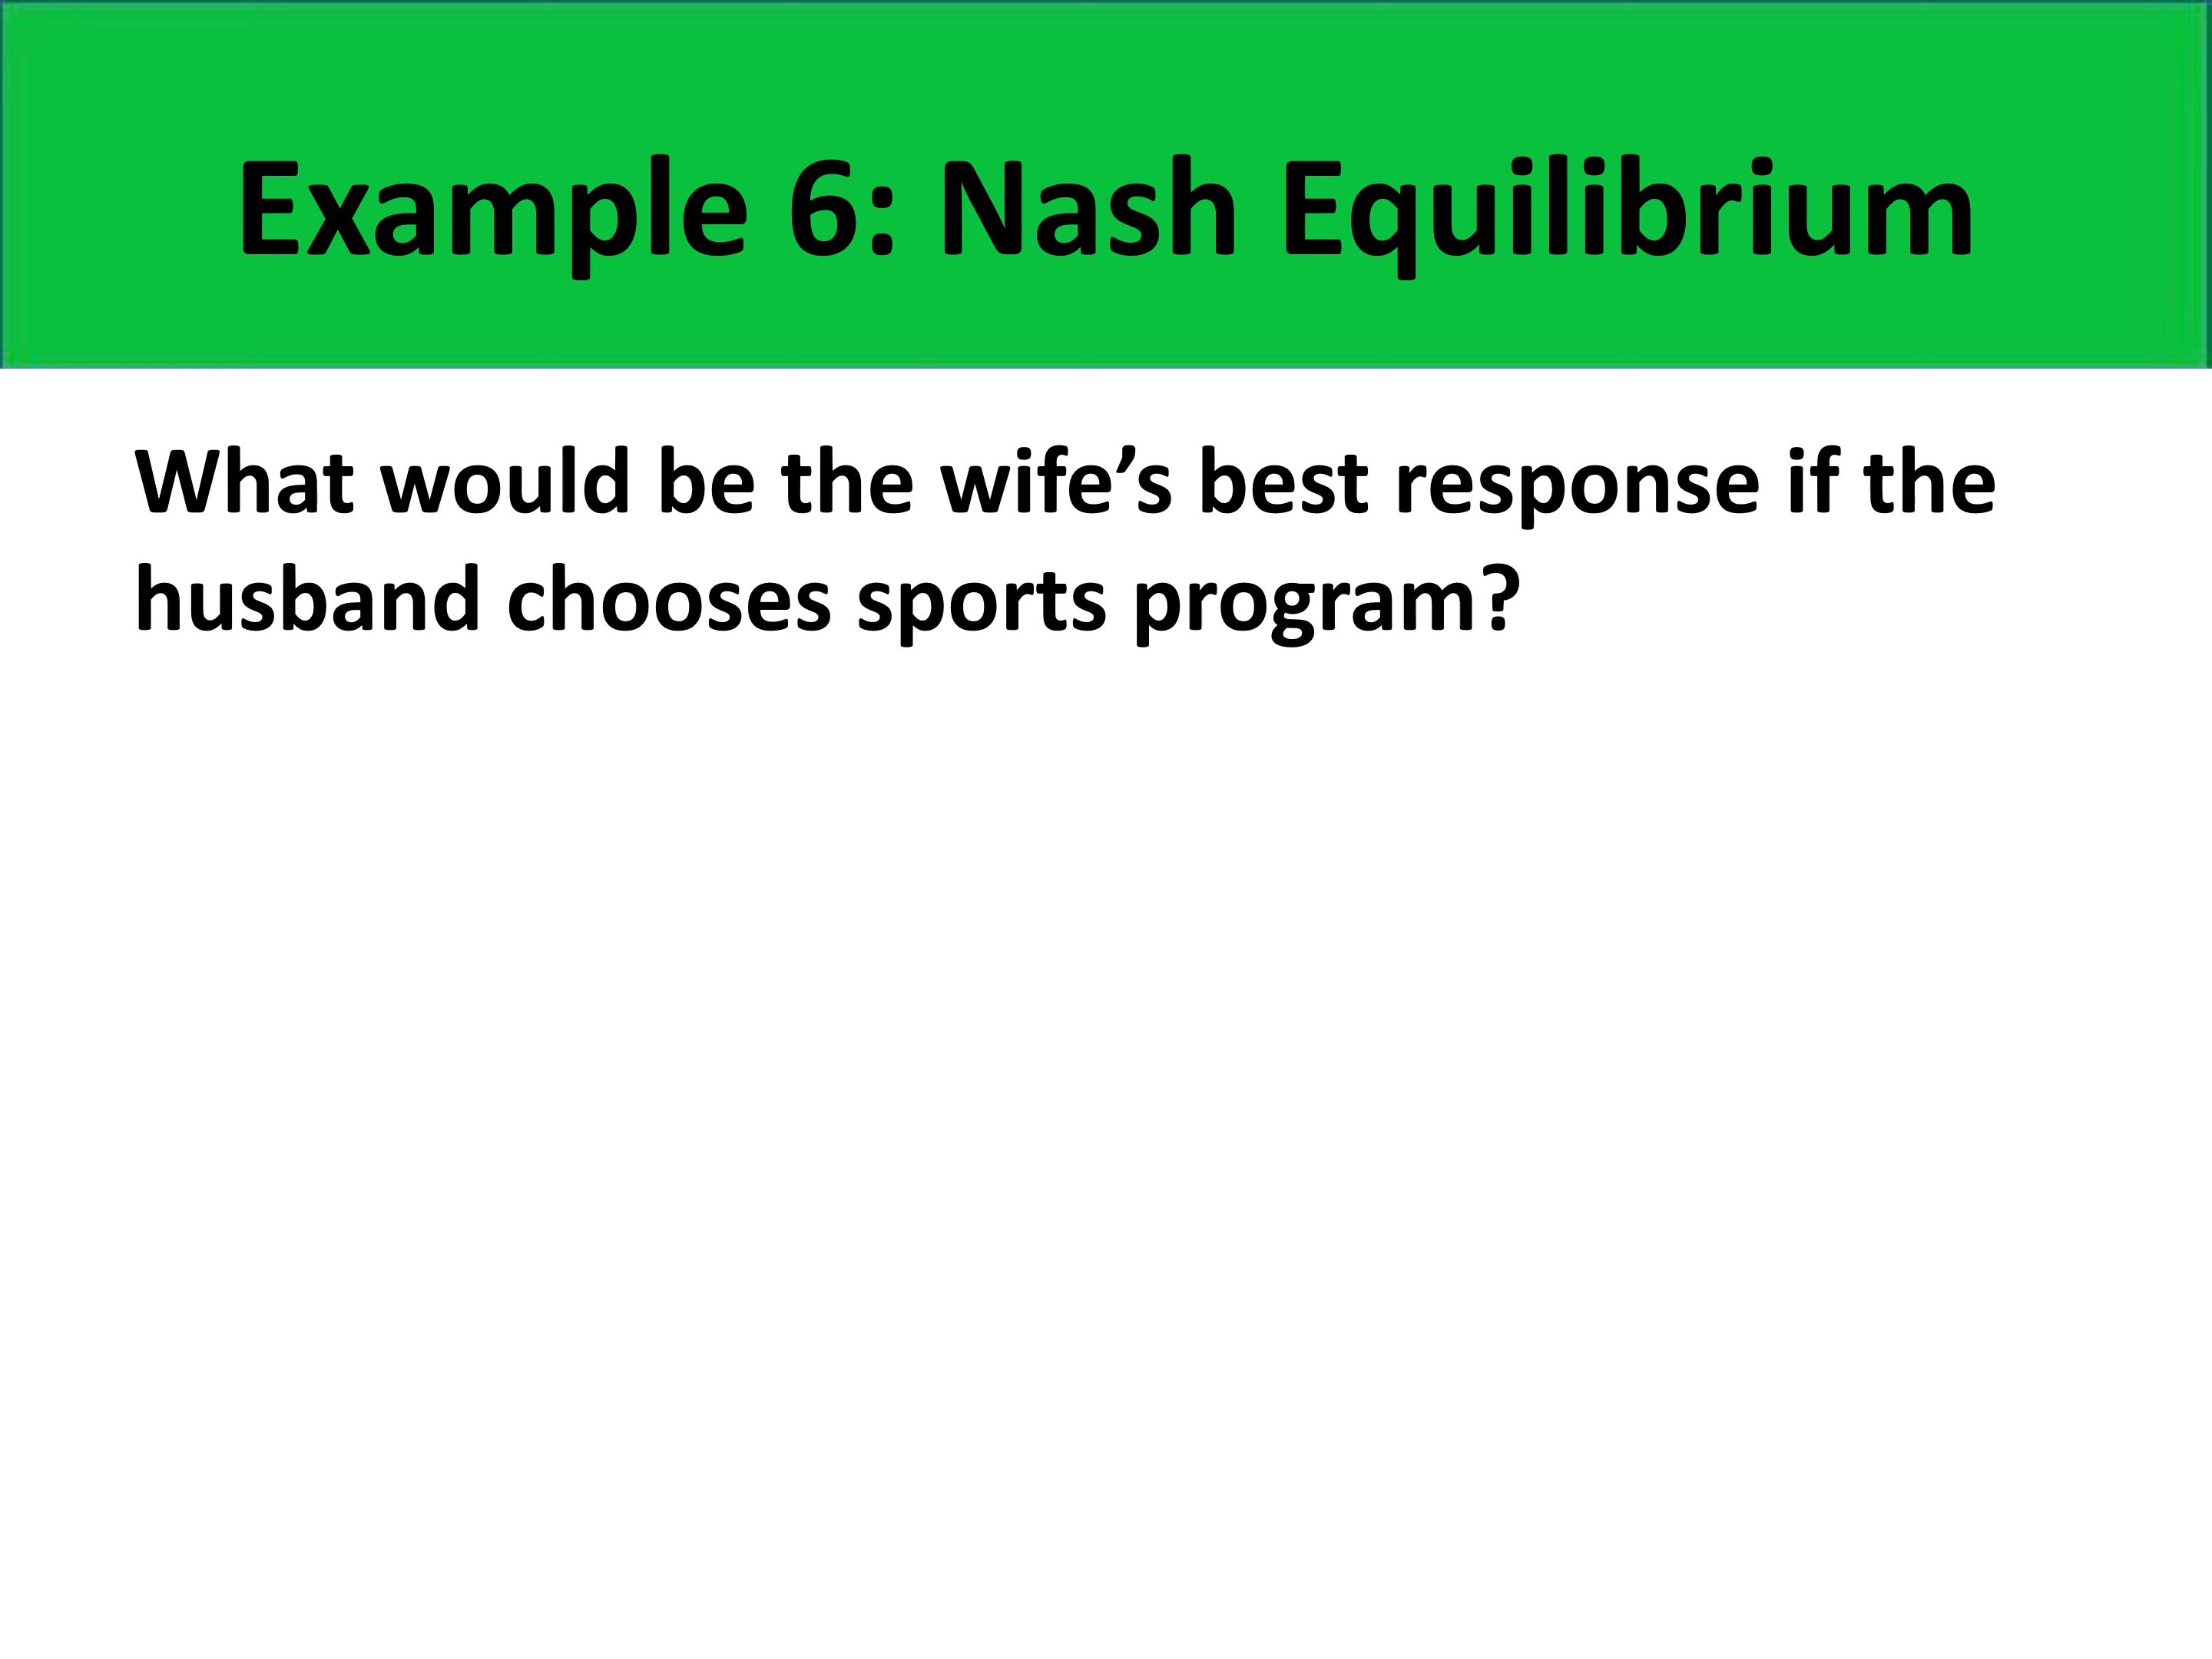 Example 6: Nash Equilibrium
What would be the wife’s best response if the
husband chooses sports program?